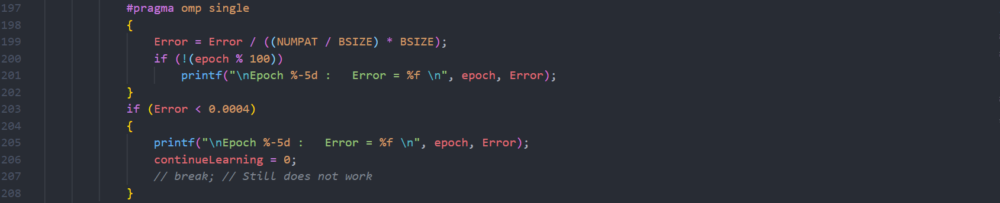 197 #pragma omp single
198 {
199 Error = Error / ((NUMPAT / BSIZE) * BSIZE);
200 if (!(epoch % 100))
201 printf("\nEpoch %-5d :   Error = %f \n", epoch, Error);
202 }
203 if (Error < 0.0004)
204 {
205 printf("\nEpoch %-5d :   Error = %f \n", epoch, Error);
206 continueLearning = 0;
207 // break; // Still does not work
208 }